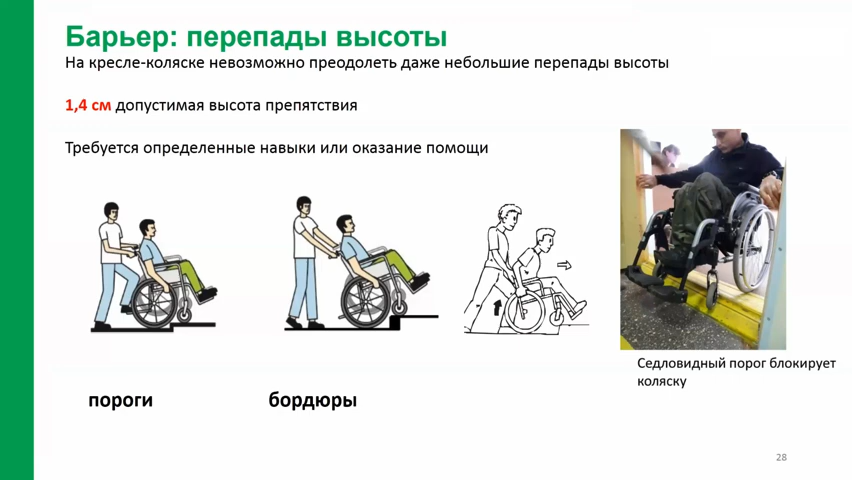 Барьер: перепады высоты
На кресле-коляске невозможно преодолеть даже небольшие перепады высоты
1,4 см допустимая высота препятствия
Требуется определенные навыки или оказание помощи
Седловидный порог блокирует
коляску
пороги
бордюры
28